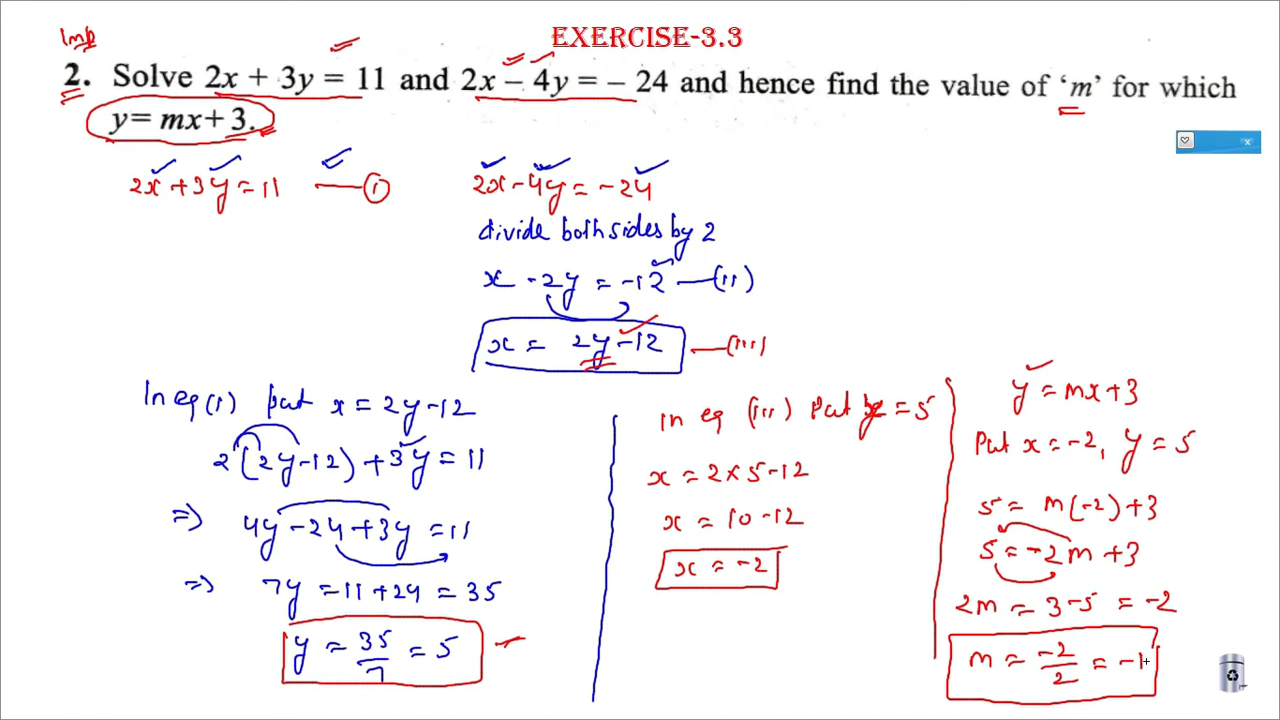 Imp
EXERCISE-3.3
2. Solve 2x + 3y = 11 and 2x – 4y = – 24 and hence find the value of ‘m’ for which
y= mx+ 3.
2x+3y=11 —(1)
2x-4y=-24
divide both sides by 2
x -2y = -12 —(ii)
x = 2y-12 —(iii)
In eq (i) put x = 2y-12
2(2y-12)+3y=11
=> 4y-24+3y=11
=> 7y =11+24=35
y = 35/7 = 5
In eq (iii) Put y=5
x =2×5-12
x = 10-12
x = -2
y =mx+3
Put x=-2, y=5
5= m(-2)+3
5=-2m+3
2m = 3-5 = -2
m = -2/2 = -1